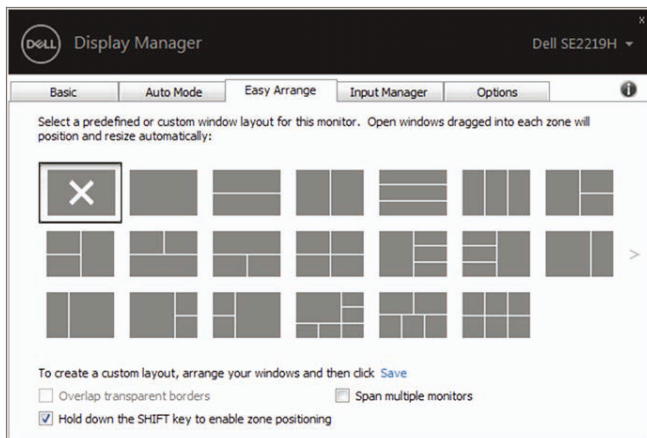 x
DELL Display Manager Dell SE2219H
Basic Auto Mode Easy Arrange Input Manager Options i
Select a predefined or custom window layout for this monitor. Open windows dragged into each zone will
position and resize automatically:
>
To create a custom layout, arrange your windows and then click Save
Overlap transparent borders Span multiple monitors
Hold down the SHIFT key to enable zone positioning